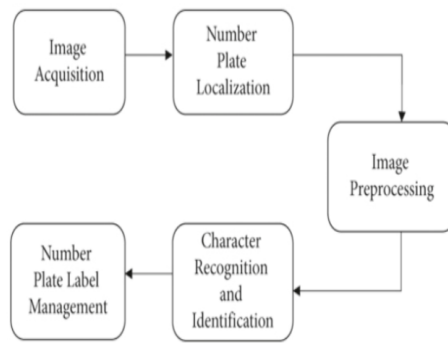 Image
Acquisition
Number
Plate
Localization
Image
Preprocessing
Character
Recognition
and
Identification
Number
Plate Label
Management